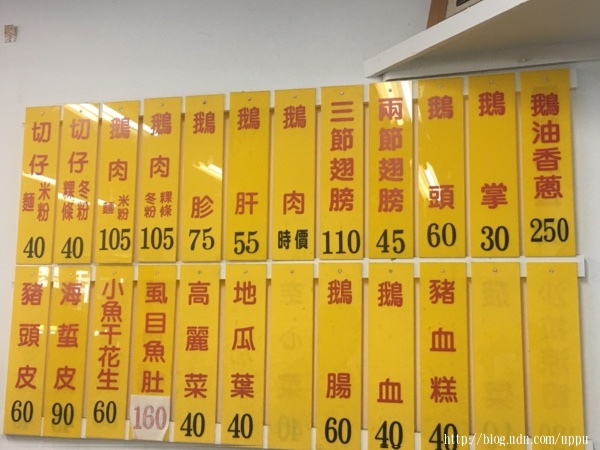 鵝油香蔥 250
鵝掌 30
鵝頭 60
兩節翅膀 45
三節翅膀 110
鵝肉 時價
鵝肝 55
鵝胗 75
鵝肉 粿條 冬粉 105
鵝肉 米粉 麵 105
切仔 冬粉 粿條 40
切仔 米粉 麵 40
豬血糕 40
鵝血 40
鵝腸 60
地瓜葉 40
高麗菜 40
虱目魚肚 160
小魚干花生 60
海蜇皮 90
豬頭皮 60
http://blog.udn.com/uppu